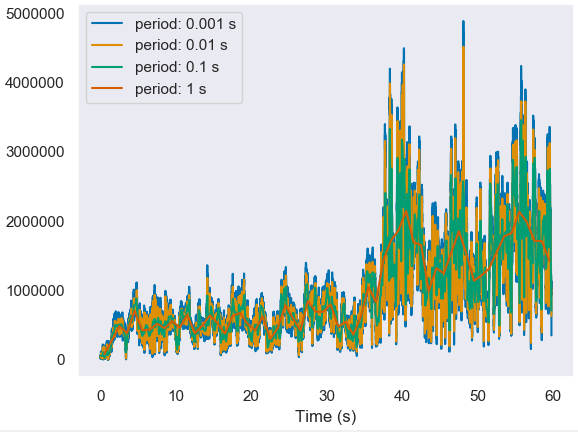 5000000
period: 0.001 s
period: 0.01 s
4000000
period: 0.1 s
period: 1 s
3000000
2000000
1000000
0
0 10 20 30 40 50 60
Time (s)